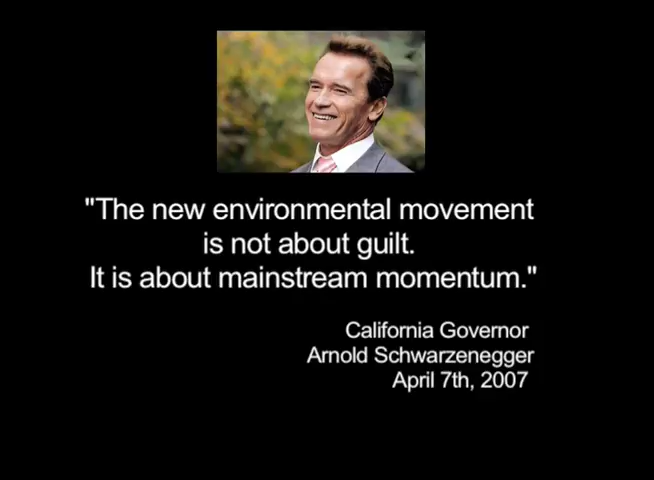 "The new environmental movement
is not about guilt.
It is about mainstream momentum."
California Governor
Arnold Schwarzenegger
April 7th, 2007